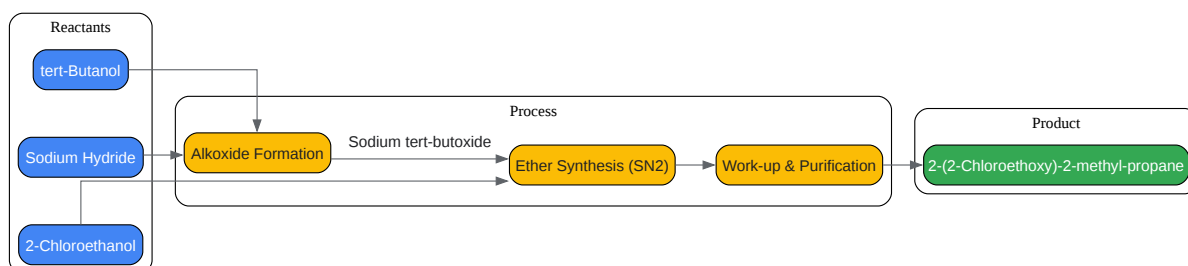 Reactants
tert-Butanol
Sodium Hydride
2-Chloroethanol
Process
Alkoxide Formation
Sodium tert-butoxide
Ether Synthesis (SN2)
Work-up & Purification
Product
2-(2-Chloroethoxy)-2-methyl-propane